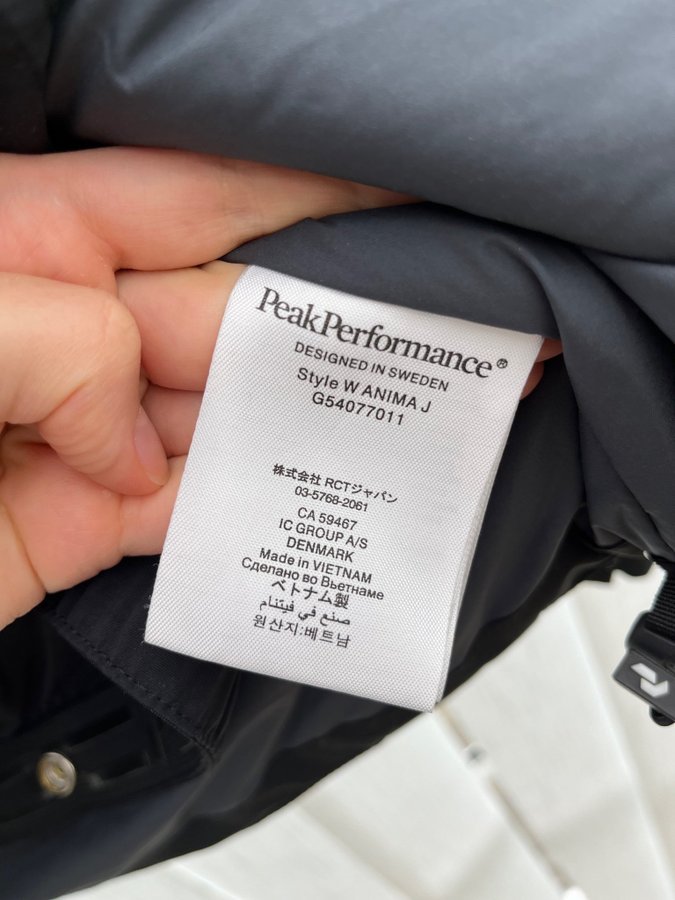 PeakPerformance®
DESIGNED IN SWEDEN
Style W ANIMA J
G54077011
株式会社 RCTジャパン
03-5768-2061
CA 59467
IC GROUP A/S
DENMARK
Made in VIETNAM
Сделано во Вьетнаме
ベトナム製
صنع في فيتنام
원산지:베트남